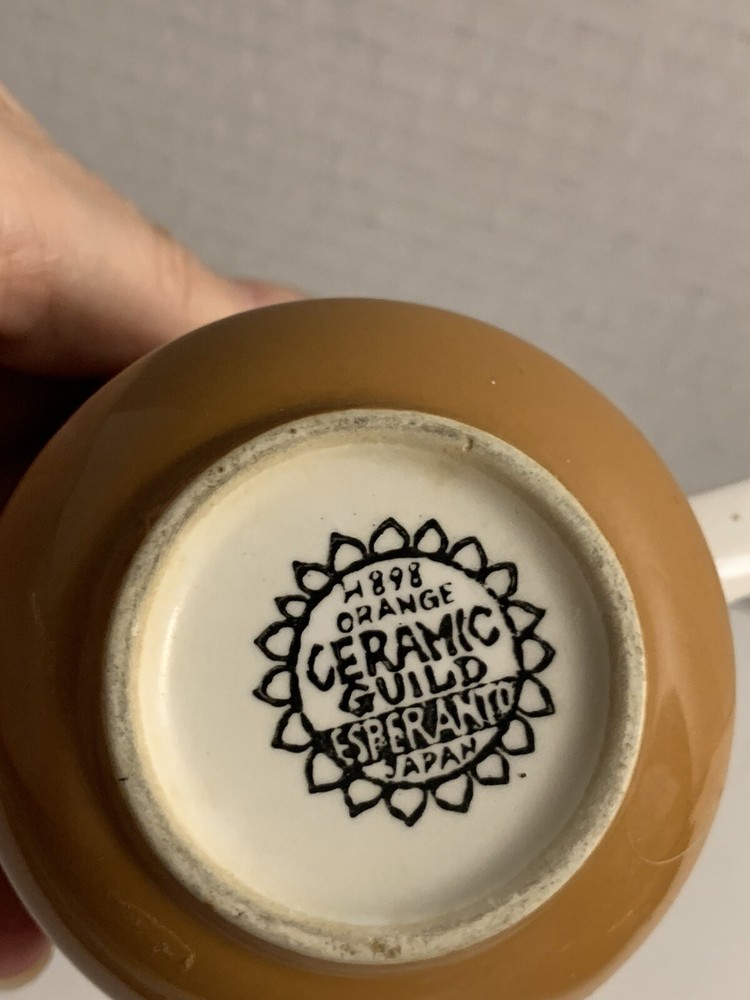 H898
ORANGE
CERAMIC
GUILD
ESPERANTO
JAPAN